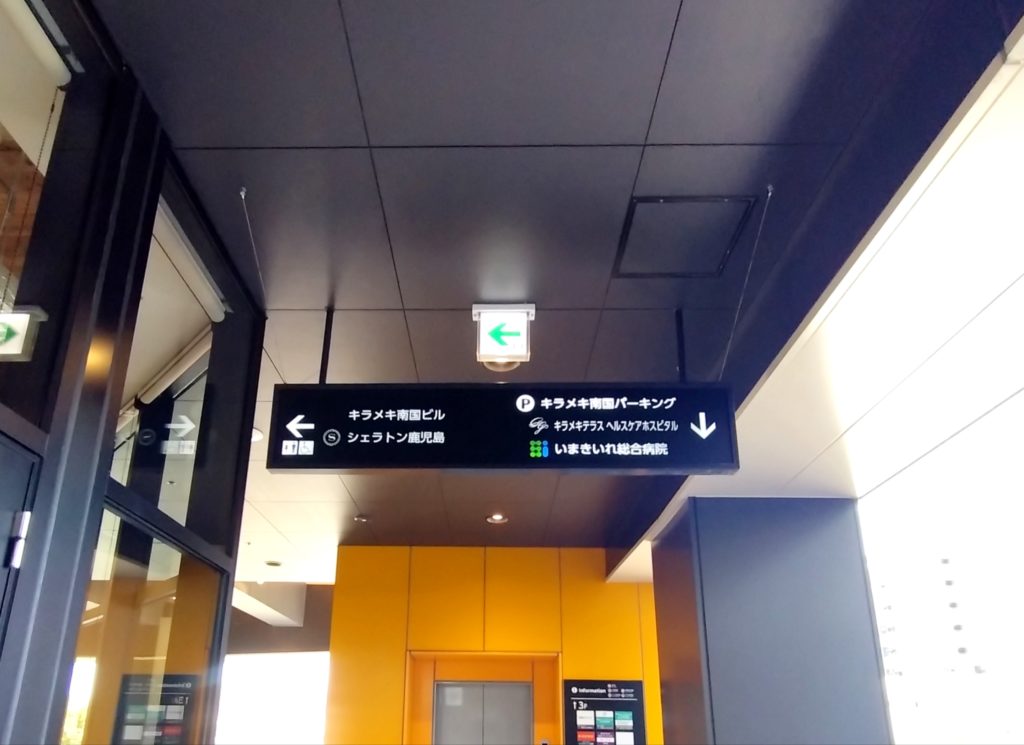 キラメキ南国ビル
シェラトン鹿児島
P キラメキ南国パーキング
キラメキテラス ヘルスケアホスピタル
いまきいれ総合病院
Information
3F